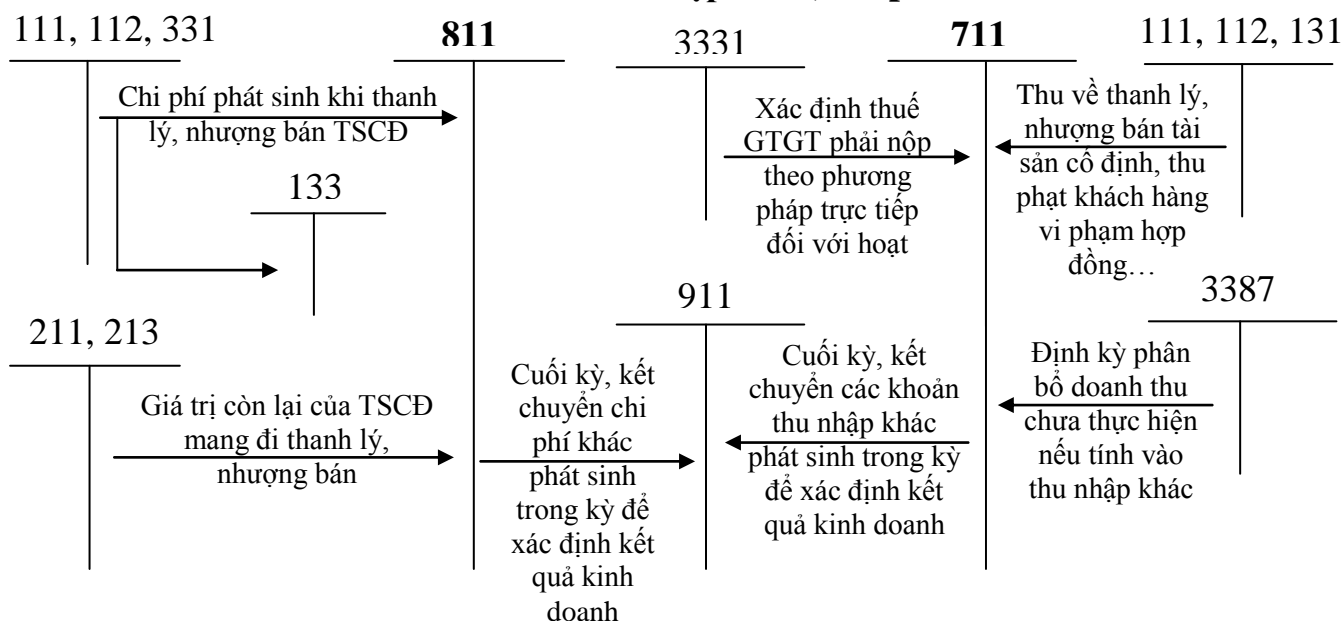 111, 112, 331
811
3331
711
111, 112, 131
Chi phí phát sinh khi thanh
lý, nhượng bán TSCĐ
133
Xác định thuế
GTGT phải nộp
theo phương
pháp trực tiếp
đối với hoạt
Thu về thanh lý,
nhượng bán tài
sản cố định, thu
phạt khách hàng
vi phạm hợp
đồng…
211, 213
911
3387
Giá trị còn lại của TSCĐ
mang đi thanh lý,
nhượng bán
Cuối kỳ, kết
chuyển chi
phí khác
phát sinh
trong kỳ để
xác định kết
quả kinh
doanh
Cuối kỳ, kết
chuyển các khoản
thu nhập khác
phát sinh trong kỳ
để xác định kết
quả kinh doanh
Định kỳ phân
bổ doanh thu
chưa thực hiện
nếu tính vào
thu nhập khác